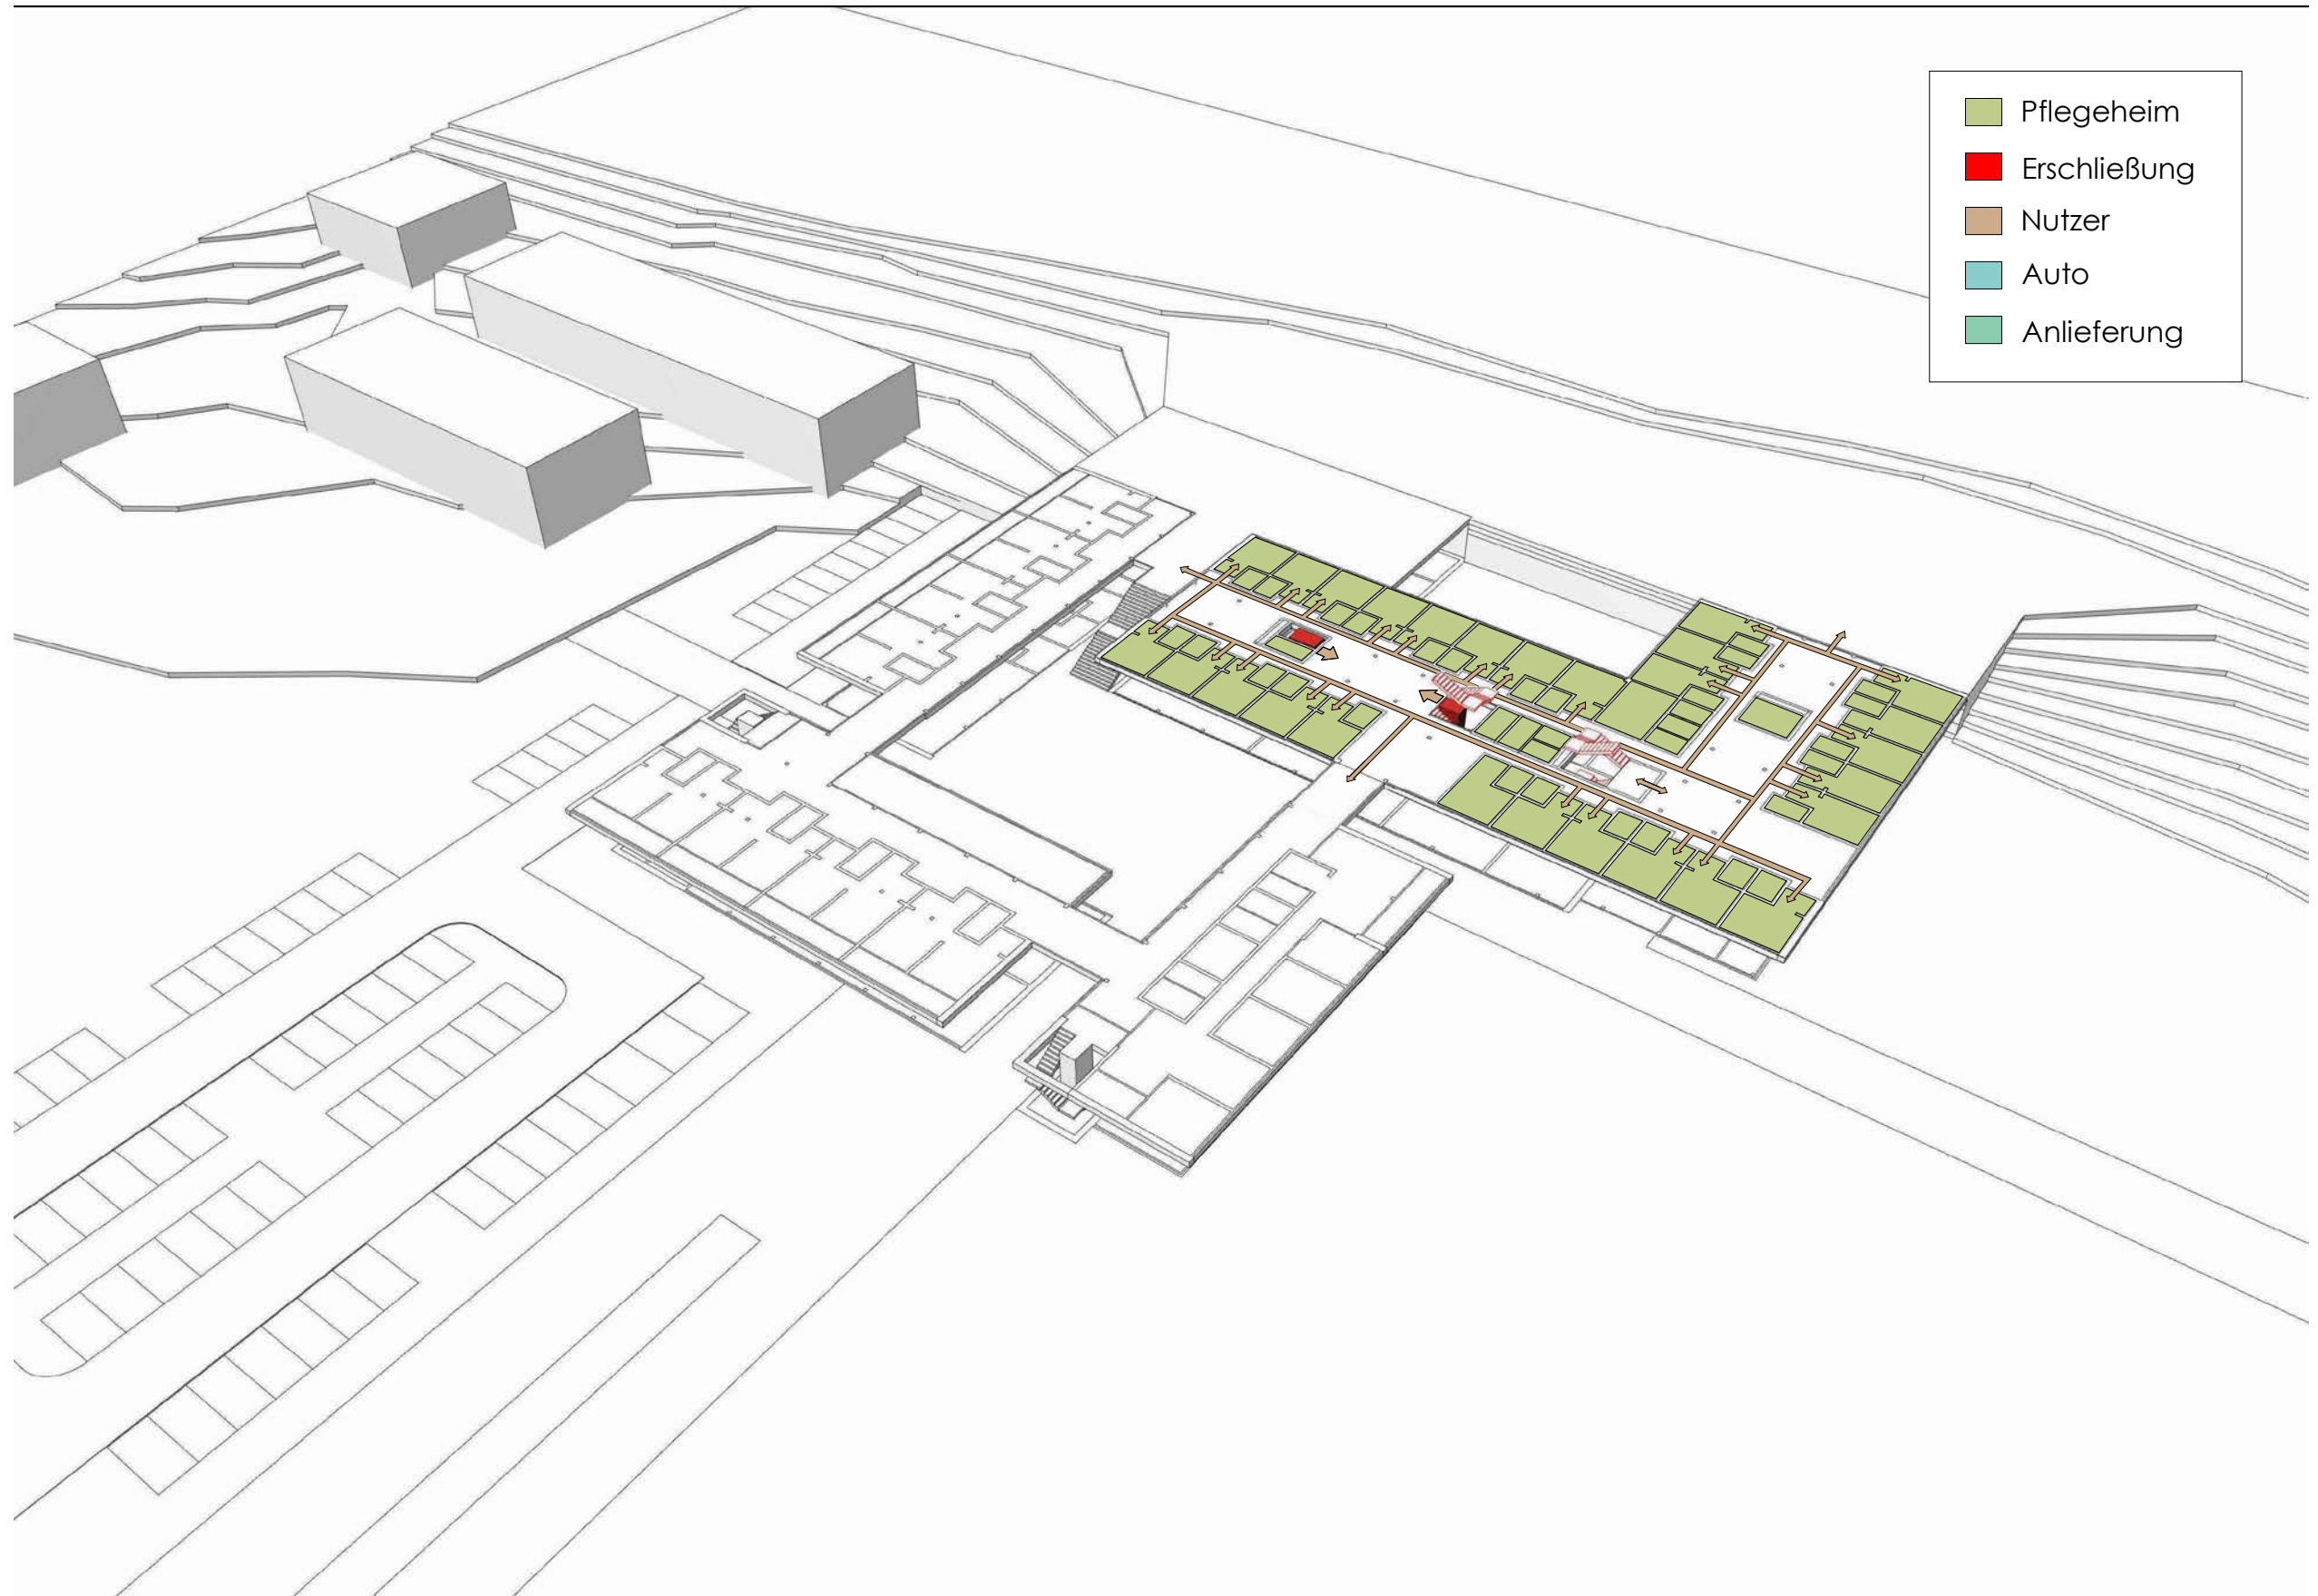 Pflegeheim
Erschließung
Nutzer
Auto
Anlieferung